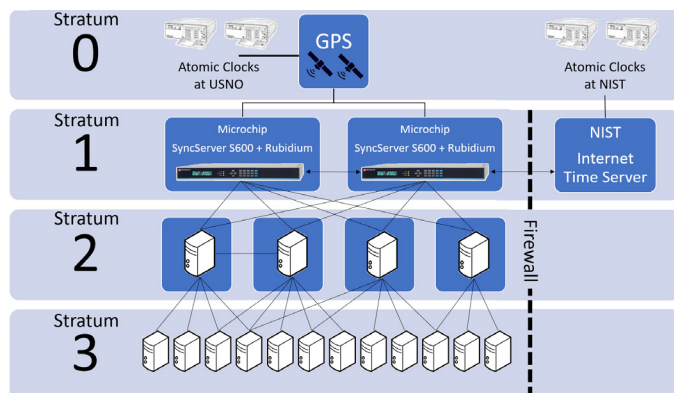 Stratum
0
GPS
Atomic Clocks
at USNO
Atomic Clocks
at NIST
Stratum
1
Microchip
SyncServer S600 + Rubidium
Microchip
SyncServer S600 + Rubidium
NIST
Internet
Time Server
Stratum
2
Firewall
Stratum
3